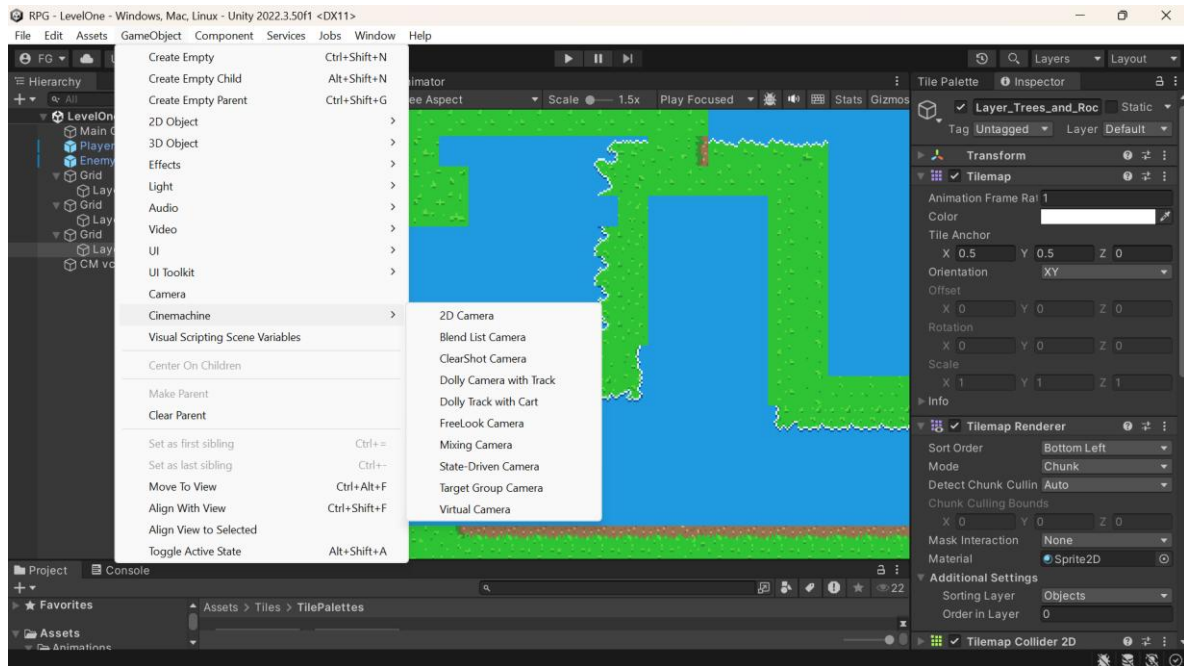 RPG - LevelOne - Windows, Mac, Linux - Unity 2022.3.50f1 <DX11>
File Edit Assets GameObject Component Services Jobs Window Help
FG
Layers Layout
Hierarchy
All
LevelOn
Main C
Player
Enemy
Grid
Lay
Grid
Lay
Grid
Lay
CM vc
Create Empty Ctrl+Shift+N
Create Empty Child Alt+Shift+N
Create Empty Parent Ctrl+Shift+G
2D Object
3D Object
Effects
Light
Audio
Video
UI
UI Toolkit
Camera
Cinemachine
Visual Scripting Scene Variables
Center On Children
Make Parent
Clear Parent
Set as first sibling Ctrl+=
Set as last sibling Ctrl+-
Move To View Ctrl+Alt+F
Align With View Ctrl+Shift+F
Align View to Selected
Toggle Active State Alt+Shift+A
2D Camera
Blend List Camera
ClearShot Camera
Dolly Camera with Track
Dolly Track with Cart
FreeLook Camera
Mixing Camera
State-Driven Camera
Target Group Camera
Virtual Camera
imator
ee Aspect Scale 1.5x Play Focused Stats Gizmos
Tile Palette Inspector
Layer_Trees_and_Roc Static
Tag Untagged Layer Default
Transform
Tilemap
Animation Frame Rat 1
Color
Tile Anchor
X 0.5 Y 0.5 Z 0
Orientation XY
Offset
X 0 Y 0 Z 0
Rotation
X 0 Y 0 Z 0
Scale
X 1 Y 1 Z 1
Info
Tilemap Renderer
Sort Order Bottom Left
Mode Chunk
Detect Chunk Cullin Auto
Chunk Culling Bounds
X 0 Y 0 Z 0
Mask Interaction None
Material Sprite2D
Additional Settings
Sorting Layer Objects
Order in Layer 0
Tilemap Collider 2D
Project Console
22
Favorites
Assets > Tiles > TilePalettes
Assets
Animations